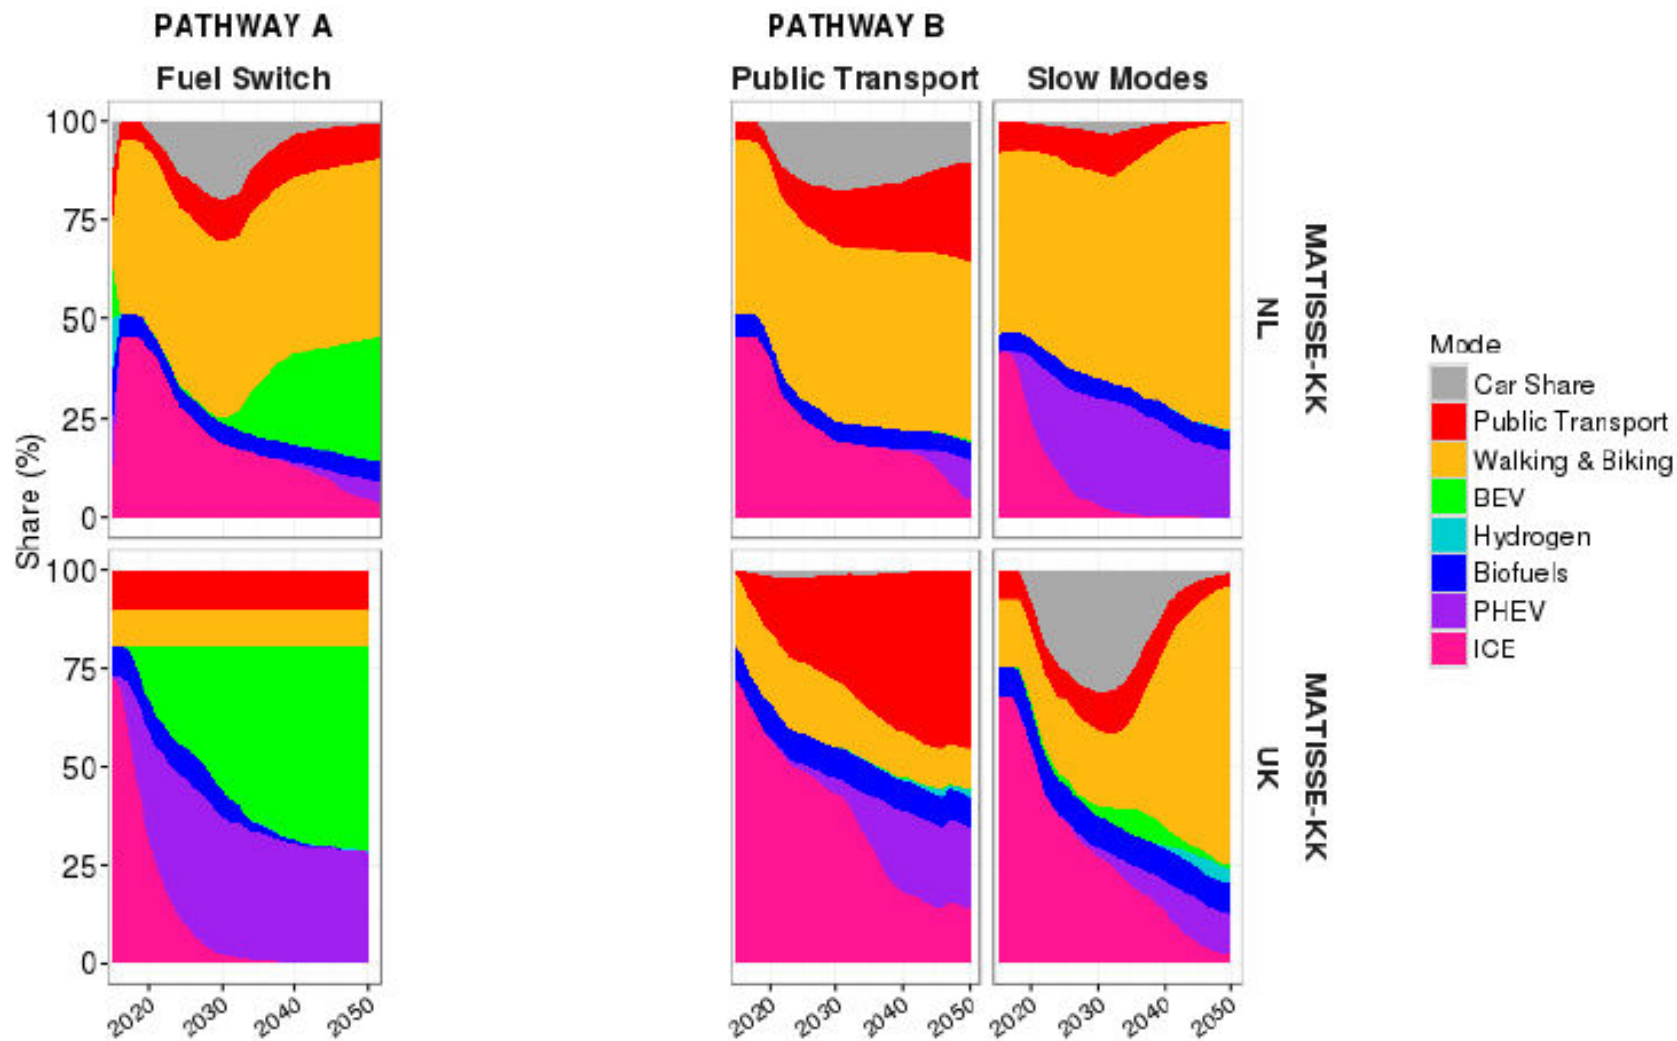 PATHWAY A
PATHWAY B
Fuel Switch
Public Transport
Slow Modes
Share (%)
100
75
50
25
0
NL
MATISSE-KK
100
75
50
25
0
UK
MATISSE-KK
2020
2030
2040
2050
2020
2030
2040
2050
2020
2030
2040
2050
Mode
Car Share
Public Transport
Walking & Biking
BEV
Hydrogen
Biofuels
PHEV
ICE